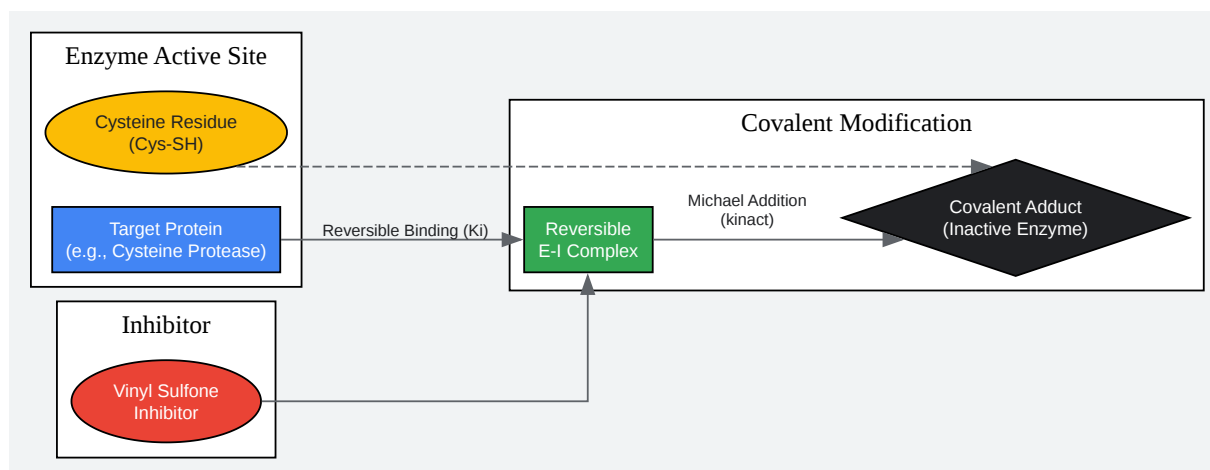 Enzyme Active Site
Cysteine Residue
(Cys-SH)
Target Protein
(e.g., Cysteine Protease)
Reversible Binding (Ki)
Inhibitor
Vinyl Sulfone
Inhibitor
Covalent Modification
Reversible
E-I Complex
Michael Addition
(kinact)
Covalent Adduct
(Inactive Enzyme)